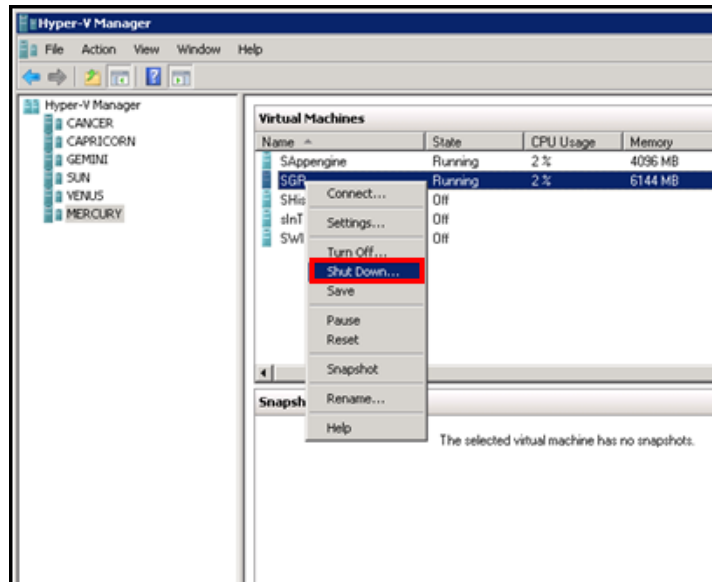 Hyper-V Manager
File Action View Window Help
Hyper-V Manager
CANCER
CAPRICORN
GEMINI
SUN
VENUS
MERCURY
Virtual Machines
Name State CPU Usage Memory
SAppengine Running 2 % 4096 MB
SGR Running 2 % 6144 MB
SHis Off
sInT Off
SWI Off
Connect...
Settings...
Turn Off...
Shut Down...
Save
Pause
Reset
Snapshot
Rename...
Help
Snapsh
The selected virtual machine has no snapshots.